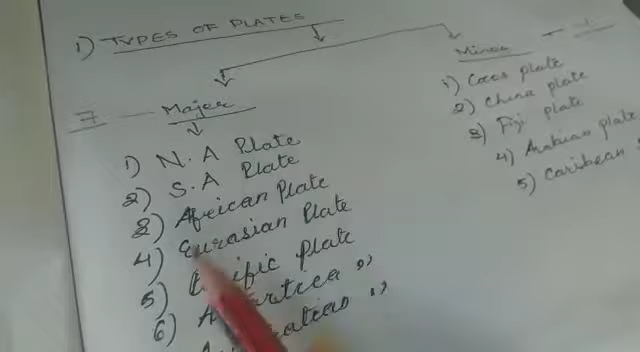 1) TYPES OF PLATES
7 Major
1) N.A Plate
2) S.A Plate
3) African Plate
4) Eurasian Plate
5) Plate
6)
Minor
1) Cocos plate
2) China plate
3) Fiji plate
4) Arabian plate
5) Caribean